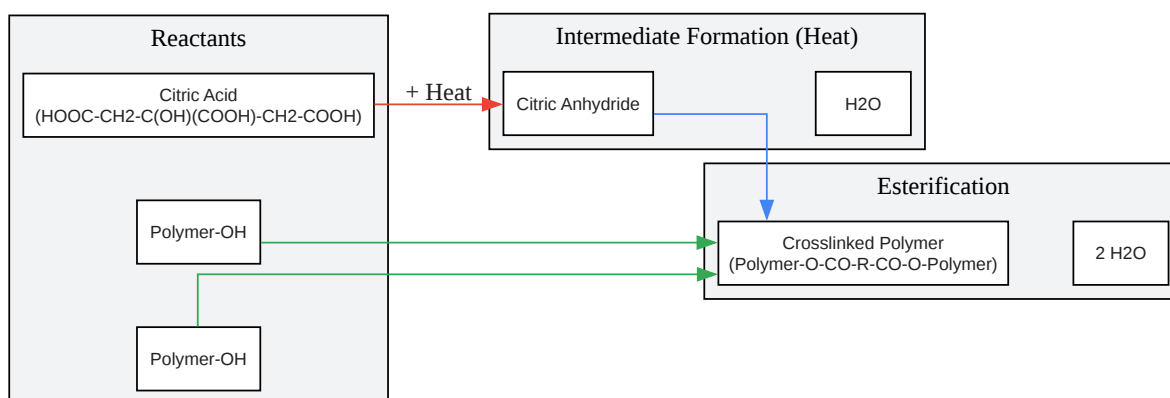 Reactants
Citric Acid
(HOOC-CH2-C(OH)(COOH)-CH2-COOH)
Polymer-OH
Polymer-OH
+ Heat
Intermediate Formation (Heat)
Citric Anhydride
H2O
Esterification
Crosslinked Polymer
(Polymer-O-CO-R-CO-O-Polymer)
2 H2O